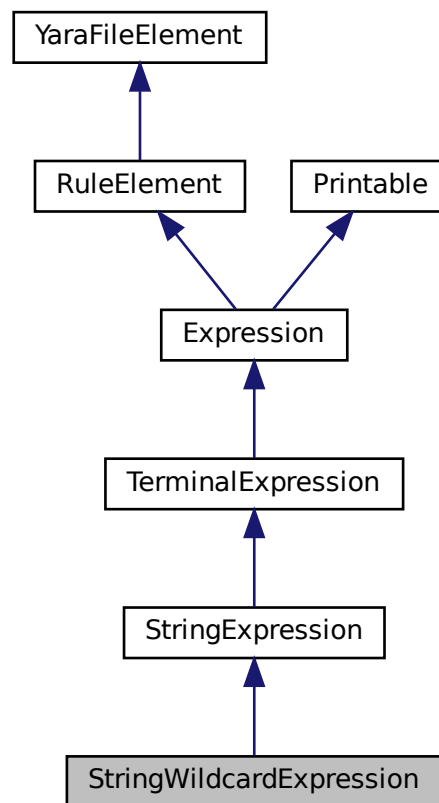 YaraFileElement
RuleElement
Printable
Expression
TerminalExpression
StringExpression
StringWildcardExpression